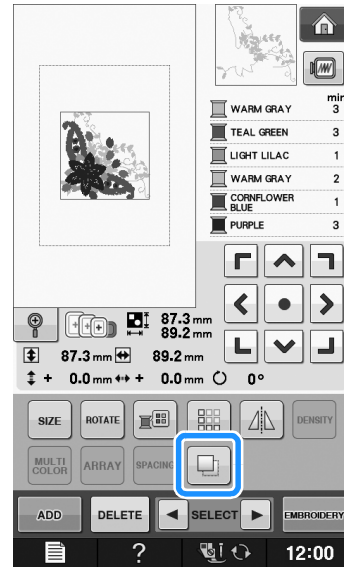 min
WARM GRAY 3
TEAL GREEN 3
LIGHT LILAC 1
WARM GRAY 2
CORNFLOWER
BLUE 1
PURPLE 3
87.3 mm
89.2 mm
87.3 mm 89.2 mm
+ 0.0 mm + 0.0 mm 0°
SIZE ROTATE DENSITY
MULTI
COLOR ARRAY SPACING
ADD DELETE SELECT EMBROIDERY
? 12:00